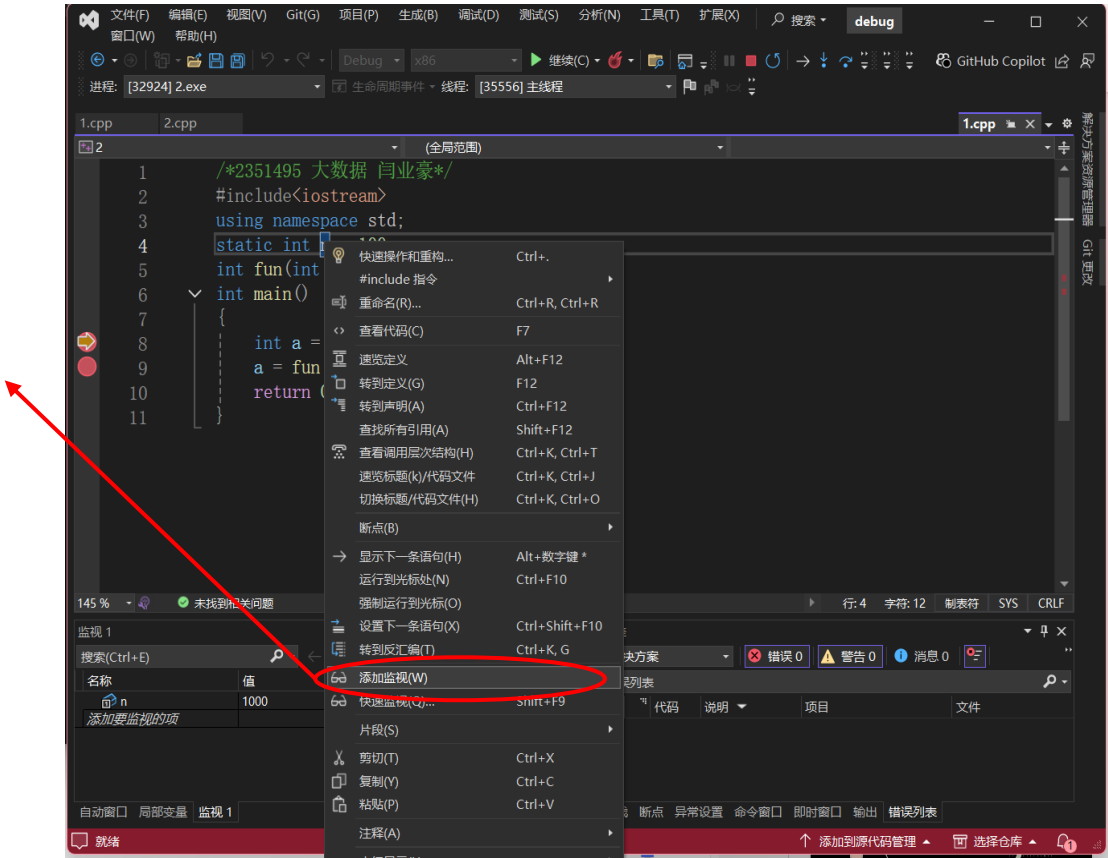 文件(F) 编辑(E) 视图(V) Git(G) 项目(P) 生成(B) 调试(D) 测试(S) 分析(N) 工具(T) 扩展(X) 搜索 debug
窗口(W) 帮助(H)
Debug x86 继续(C) GitHub Copilot
进程: [32924] 2.exe 生命周期事件 线程: [35556] 主线程
1.cpp 2.cpp 1.cpp
2 (全局范围)
1 /*2351495 大数据 闫业豪*/
2 #include<iostream>
3 using namespace std;
4 static int
5 int fun(int
6 int main()
7 {
8 int a =
9 a = fun
10 return
11 }
快速操作和重构... Ctrl+.
#include 指令
重命名(R)... Ctrl+R, Ctrl+R
查看代码(C) F7
速览定义 Alt+F12
转到定义(G) F12
转到声明(A) Ctrl+F12
查找所有引用(A) Shift+F12
查看调用层次结构(H) Ctrl+K, Ctrl+T
速览标题(k)/代码文件 Ctrl+K, Ctrl+J
切换标题/代码文件(H) Ctrl+K, Ctrl+O
断点(B)
显示下一条语句(H) Alt+数字键 *
运行到光标处(N) Ctrl+F10
强制运行到光标(O)
设置下一条语句(X) Ctrl+Shift+F10
转到反汇编(T) Ctrl+K, G
添加监视(W)
快速监视(Q)... Shift+F9
片段(S)
剪切(T) Ctrl+X
复制(Y) Ctrl+C
粘贴(P) Ctrl+V
注释(A)
解决方案资源管理器
Git 更改
145 % 未找到相关问题 行: 4 字符: 12 制表符 SYS CRLF
监视 1
搜索(Ctrl+E)
名称 值
n 1000
添加要监视的项
决方案 错误 0 警告 0 消息 0
列表
代码 说明 项目 文件
自动窗口 局部变量 监视 1 断点 异常设置 命令窗口 即时窗口 输出 错误列表
就绪 添加到源代码管理 选择仓库 1